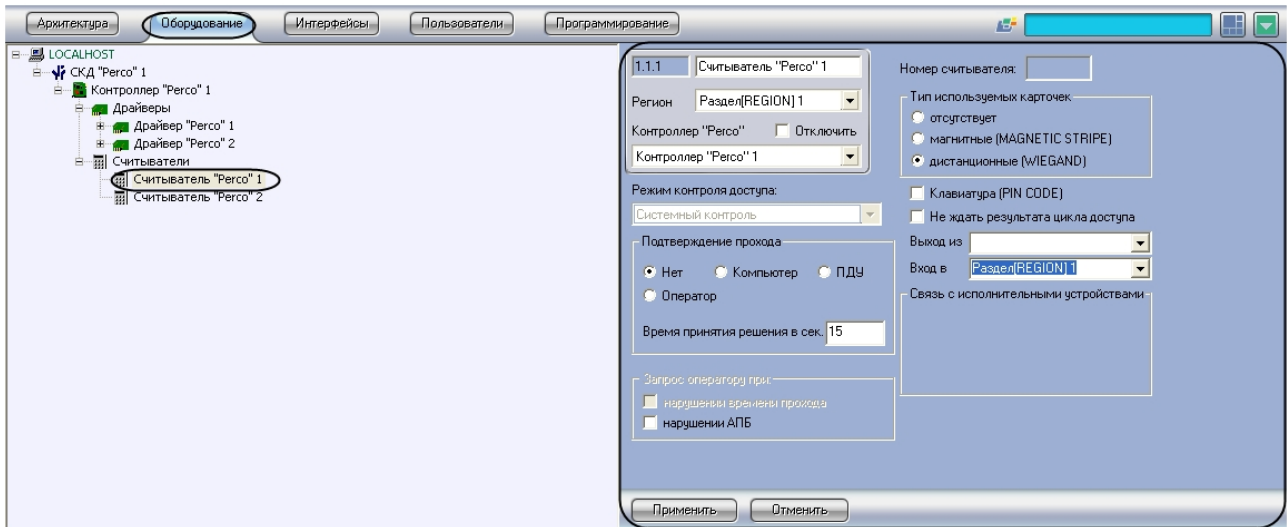 Архитектура
Оборудование
Интерфейсы
Пользователи
Программирование
LOCALHOST
СКД "Perco" 1
Контроллер "Perco" 1
Драйверы
Драйвер "Perco" 1
Драйвер "Perco" 2
Считыватели
Считыватель "Perco" 1
Считыватель "Perco" 2
1.1.1
Считыватель "Perco" 1
Регион
Раздел[REGION] 1
Контроллер "Perco"
Отключить
Контроллер "Perco" 1
Режим контроля доступа:
Системный контроль
Подтверждение прохода
Нет
Компьютер
ПДУ
Оператор
Время принятия решения в сек.
15
Запрос оператору при:
нарушении времени прохода
нарушении АПБ
Номер считывателя:
Тип используемых карточек
отсутствует
магнитные (MAGNETIC STRIPE)
дистанционные (WIEGAND)
Клавиатура (PIN CODE)
Не ждать результата цикла доступа
Выход из
Вход в
Раздел[REGION] 1
Связь с исполнительными устройствами
Применить
Отменить